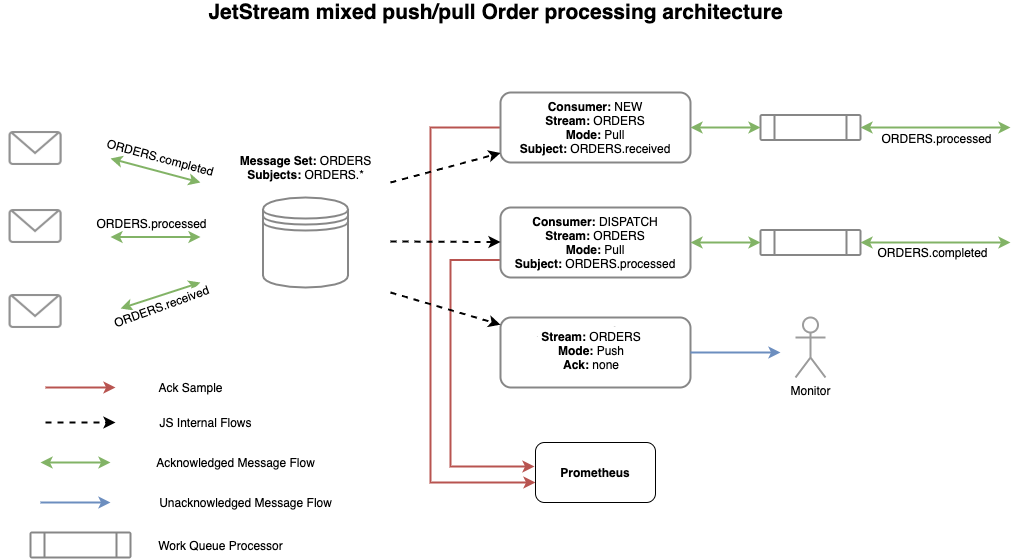 JetStream mixed push/pull Order processing architecture
ORDERS.completed
ORDERS.processed
ORDERS.received
Message Set: ORDERS
Subjects: ORDERS.*
Consumer: NEW
Stream: ORDERS
Mode: Pull
Subject: ORDERS.received
ORDERS.processed
Consumer: DISPATCH
Stream: ORDERS
Mode: Pull
Subject: ORDERS.processed
ORDERS.completed
Stream: ORDERS
Mode: Push
Ack: none
Monitor
Prometheus
Ack Sample
JS Internal Flows
Acknowledged Message Flow
Unacknowledged Message Flow
Work Queue Processor